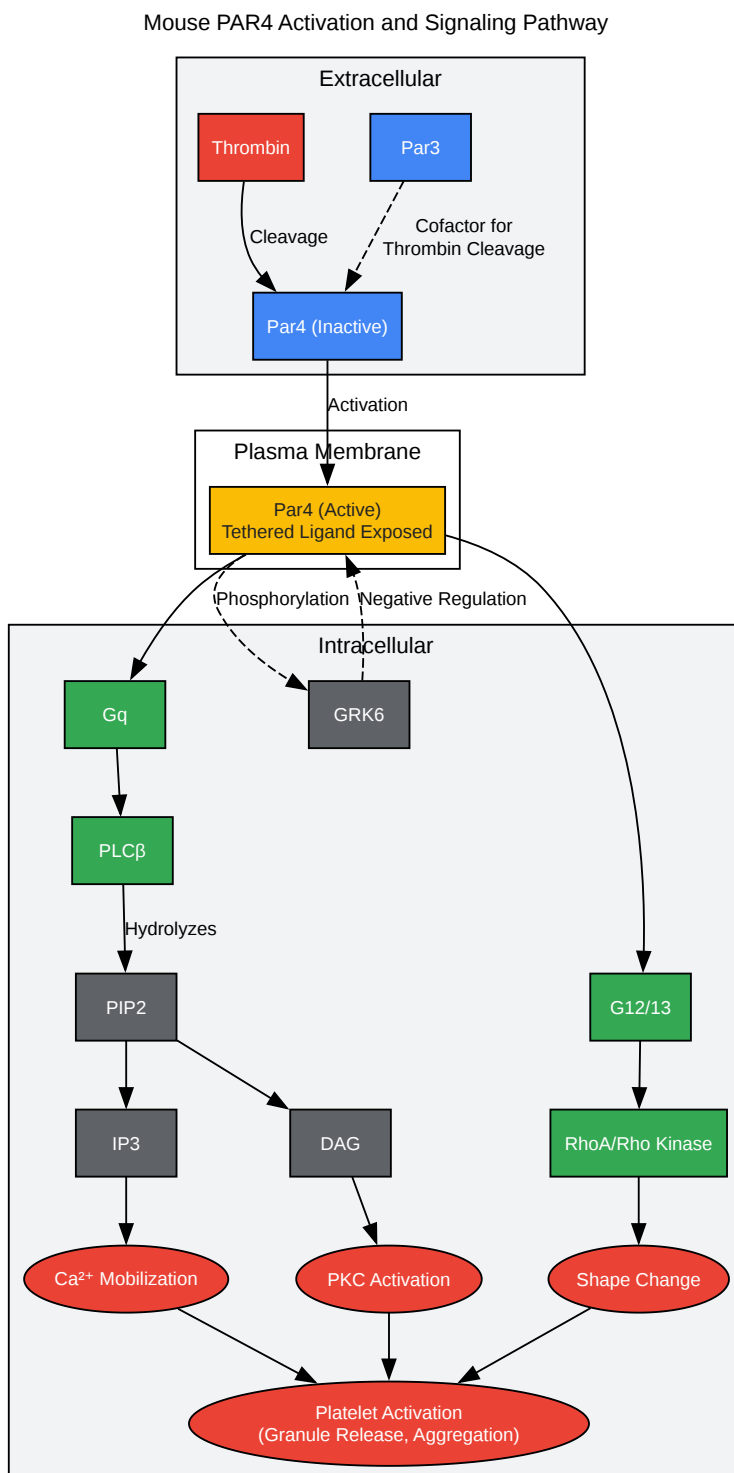 Mouse PAR4 Activation and Signaling Pathway
Extracellular
Thrombin
Par3
Cleavage
Cofactor for
Thrombin Cleavage
Par4 (Inactive)
Activation
Plasma Membrane
Par4 (Active)
Tethered Ligand Exposed
Phosphorylation
Negative Regulation
Intracellular
Gq
GRK6
PLCβ
Hydrolyzes
PIP2
G12/13
IP3
DAG
RhoA/Rho Kinase
Ca²⁺ Mobilization
PKC Activation
Shape Change
Platelet Activation
(Granule Release, Aggregation)